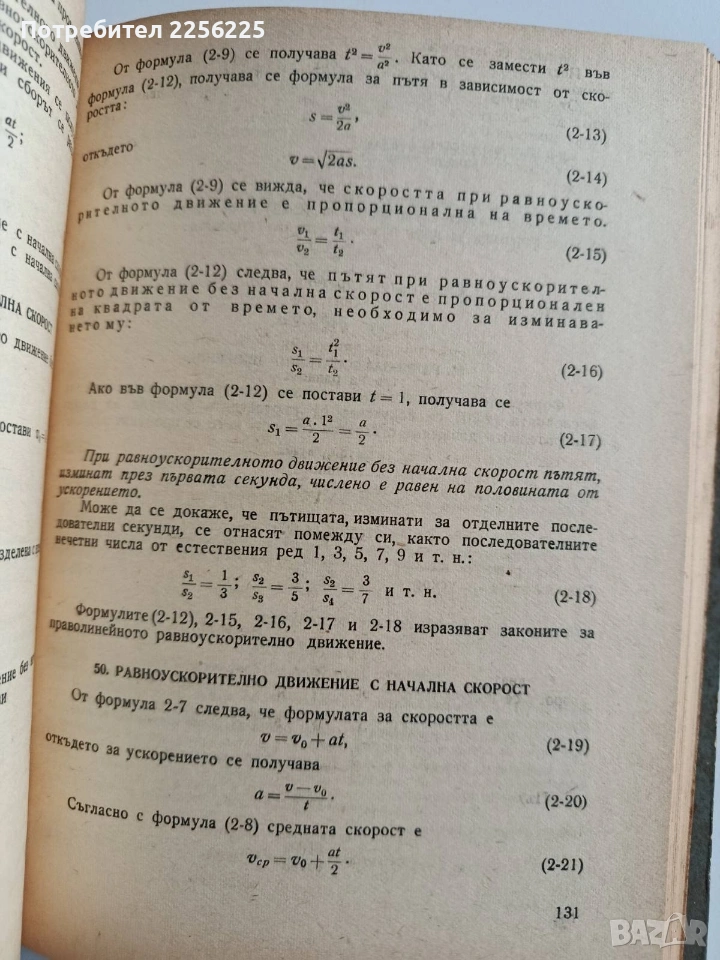 Потребител 2256225
От формула (2-9) се получава t² = v²/a². Като се замести t² във
формула (2-12), получава се формула за пътя в зависимост от ско-
ростта:
s = v²/2a, (2-13)
откъдето
v = √2as. (2-14)
От формула (2-9) се вижда, че скоростта при равноуско-
рителното движение е пропорционална на времето.
v₁/v₂ = t₁/t₂. (2-15)
От формула (2-12) следва, че пътят при равноускорител-
ното движение без начална скорост е пропорционален
на квадрата от времето, необходимо за изминава-
нето му:
s₁/s₂ = t₁²/t₂. (2-16)
Ако във формула (2-12) се постави t = 1, получава се
s₁ = a . 1²/2 = a/2. (2-17)
При равноускорителното движение без начална скорост пътят,
изминат през първата секунда, числено е равен на половината от
ускорението.
Може да се докаже, че пътищата, изминати за отделните после-
дователни секунди, се отнасят помежду си, както последователните
нечетни числа от естествения ред 1, 3, 5, 7, 9 и т. н.:
s₁/s₂ = 1/3; s₂/s₃ = 3/5; s₂/s₄ = 3/7 и т. н. (2-18)
Формулите (2-12), 2-15, 2-16, 2-17 и 2-18 изразяват законите за
праволинейното равноускорително движение.
50. РАВНОУСКОРИТЕЛНО ДВИЖЕНИЕ С НАЧАЛНА СКОРОСТ
От формула 2-7 следва, че формулата за скоростта е
v = v₀ + at, (2-19)
откъдето за ускорението се получава
a = v — v₀/t. (2-20)
Съгласно с формула (2-8) средната скорост е
vср = v₀ + at/2. (2-21)
131
BAZAR